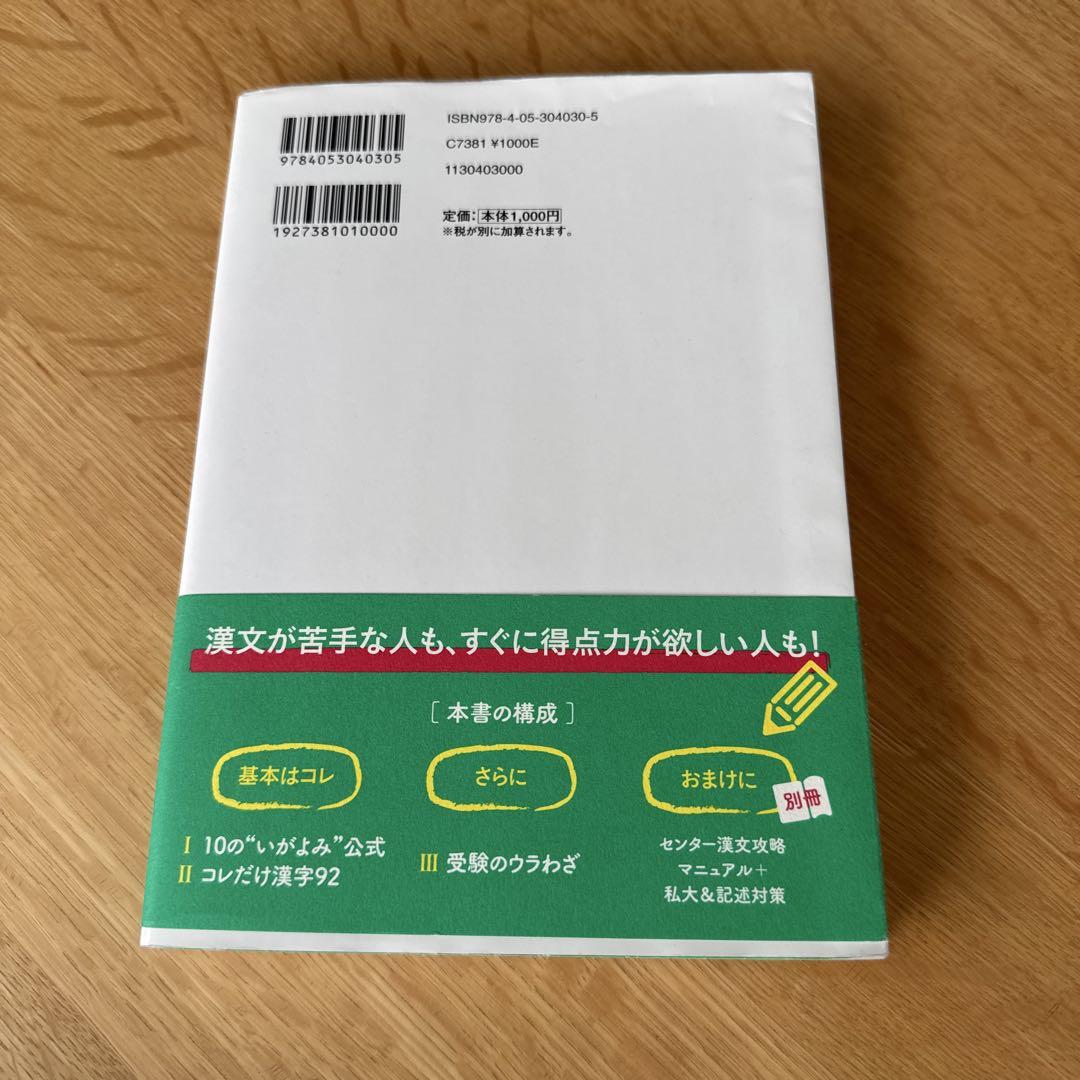 ISBN978-4-05-304030-5
C7381 ¥1000E
1130403000
9784053040305
1927381010000
定価：本体1,000円
※税が別に加算されます。
漢文が苦手な人も、すぐに得点力が欲しい人も!
[ 本書の構成 ]
基本はコレ
Ⅰ 10の“いがよみ”公式
Ⅱ コレだけ漢字92
さらに
Ⅲ 受験のウラわざ
おまけに
別冊
センター漢文攻略
マニュアル＋
私大＆記述対策